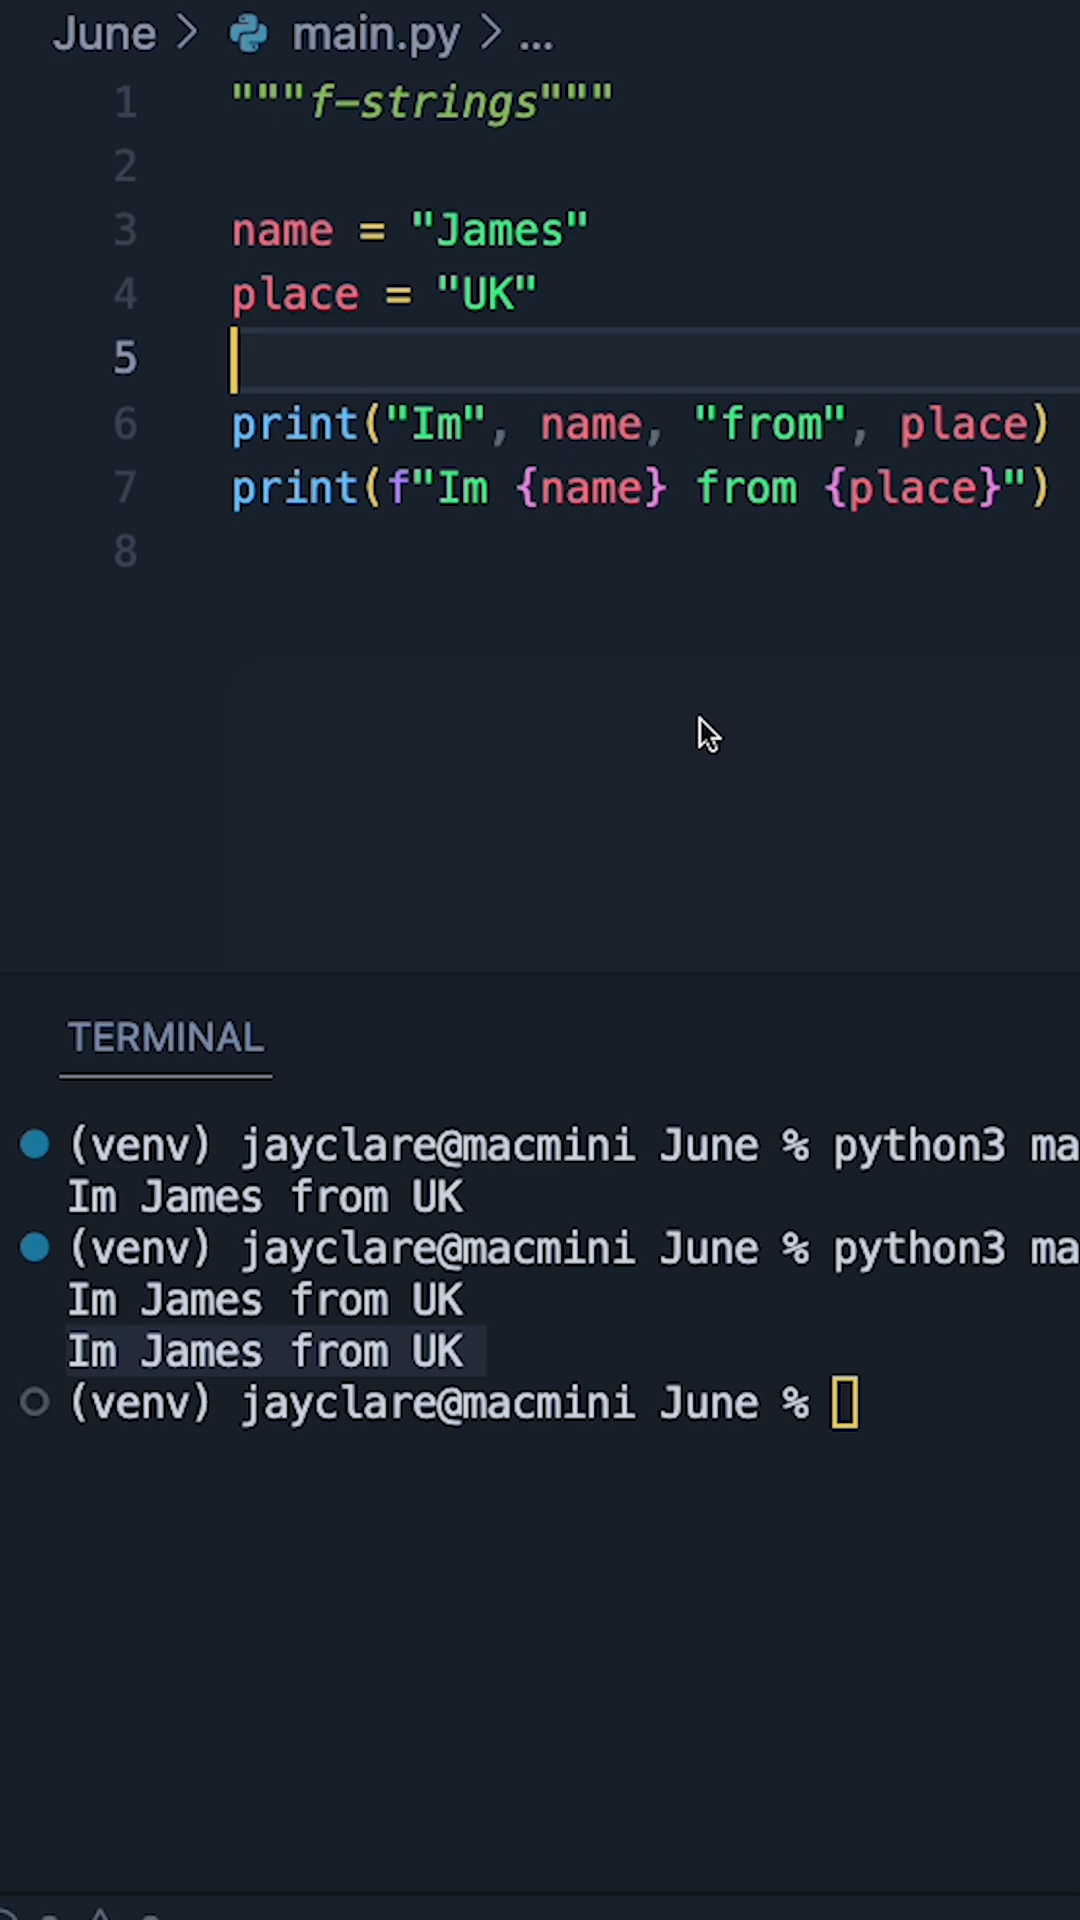 June > main.py > ...
1 """f-strings"""
2
3 name = "James"
4 place = "UK"
5
6 print("Im", name, "from", place)
7 print(f"Im {name} from {place}")
8
TERMINAL
(venv) jayclare@macmini June % python3 ma
Im James from UK
(venv) jayclare@macmini June % python3 ma
Im James from UK
Im James from UK
(venv) jayclare@macmini June %